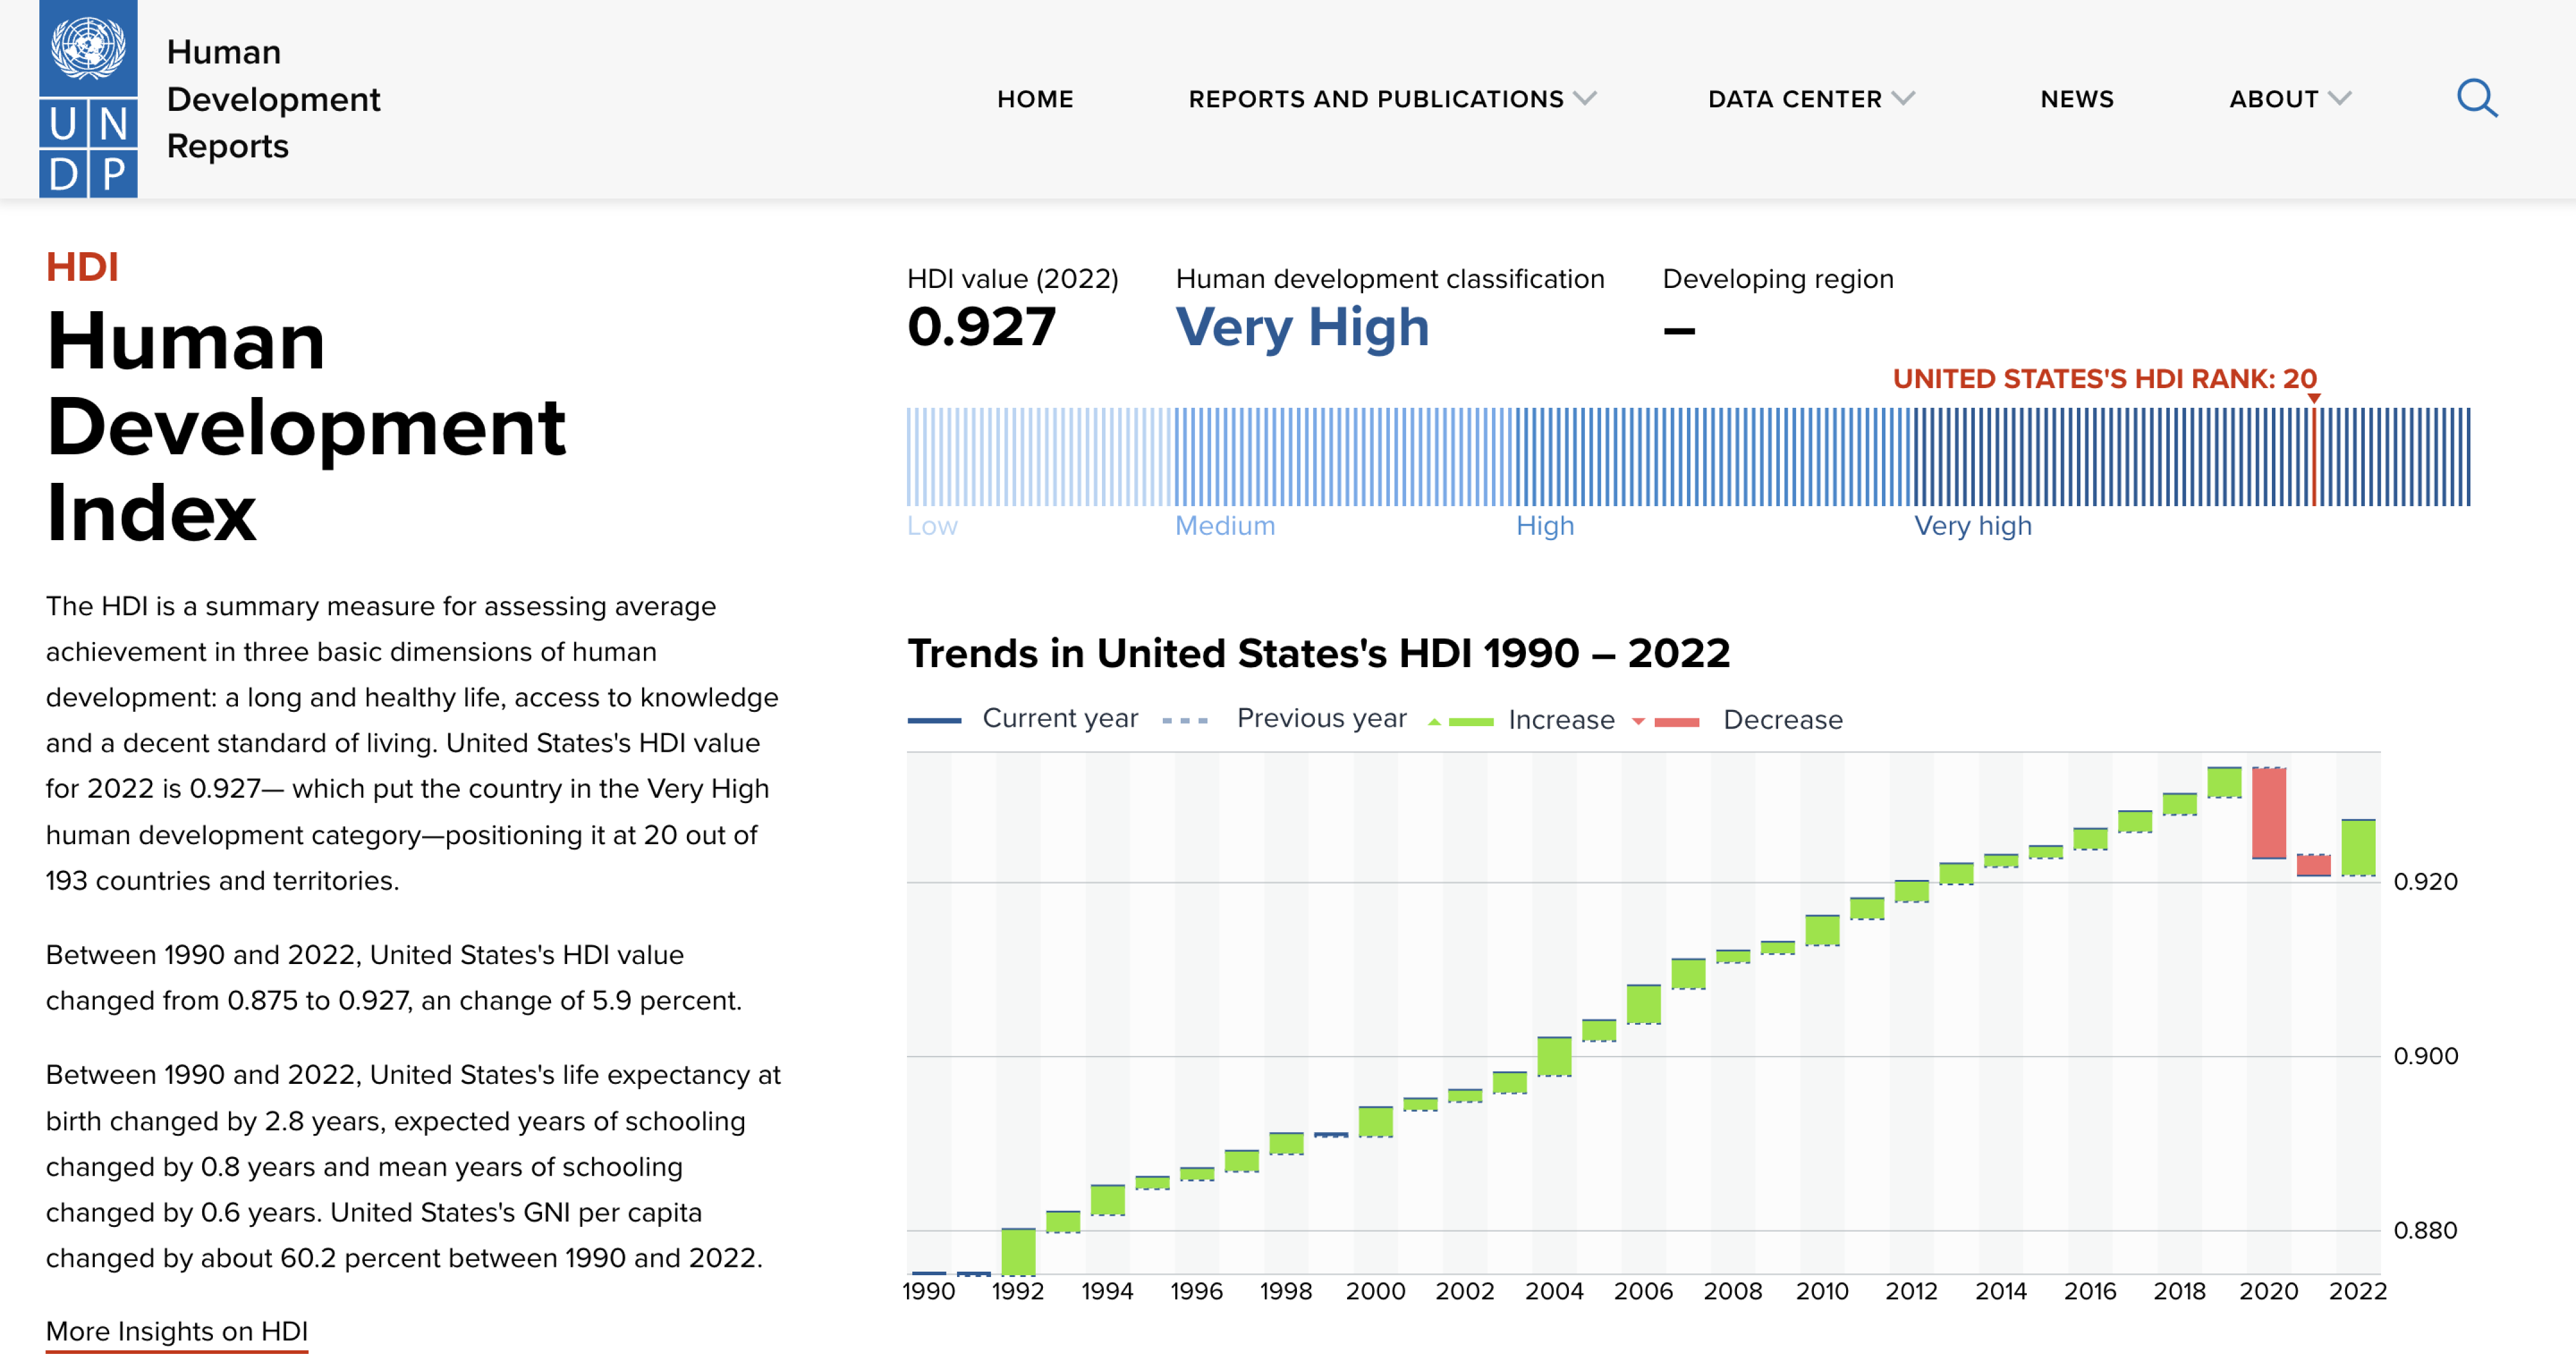 UN
DP
Human
Development
Reports
HOME
REPORTS AND PUBLICATIONS
DATA CENTER
NEWS
ABOUT
HDI
Human
Development
Index
The HDI is a summary measure for assessing average
achievement in three basic dimensions of human
development: a long and healthy life, access to knowledge
and a decent standard of living. United States's HDI value
for 2022 is 0.927— which put the country in the Very High
human development category—positioning it at 20 out of
193 countries and territories.
Between 1990 and 2022, United States's HDI value
changed from 0.875 to 0.927, an change of 5.9 percent.
Between 1990 and 2022, United States's life expectancy at
birth changed by 2.8 years, expected years of schooling
changed by 0.8 years and mean years of schooling
changed by 0.6 years. United States's GNI per capita
changed by about 60.2 percent between 1990 and 2022.
More Insights on HDI
HDI value (2022)
0.927
Human development classification
Very High
Developing region
–
UNITED STATES'S HDI RANK: 20
Low Medium High Very high
Trends in United States's HDI 1990 – 2022
Current year Previous year Increase Decrease
0.920
0.900
0.880
1990 1992 1994 1996 1998 2000 2002 2004 2006 2008 2010 2012 2014 2016 2018 2020 2022